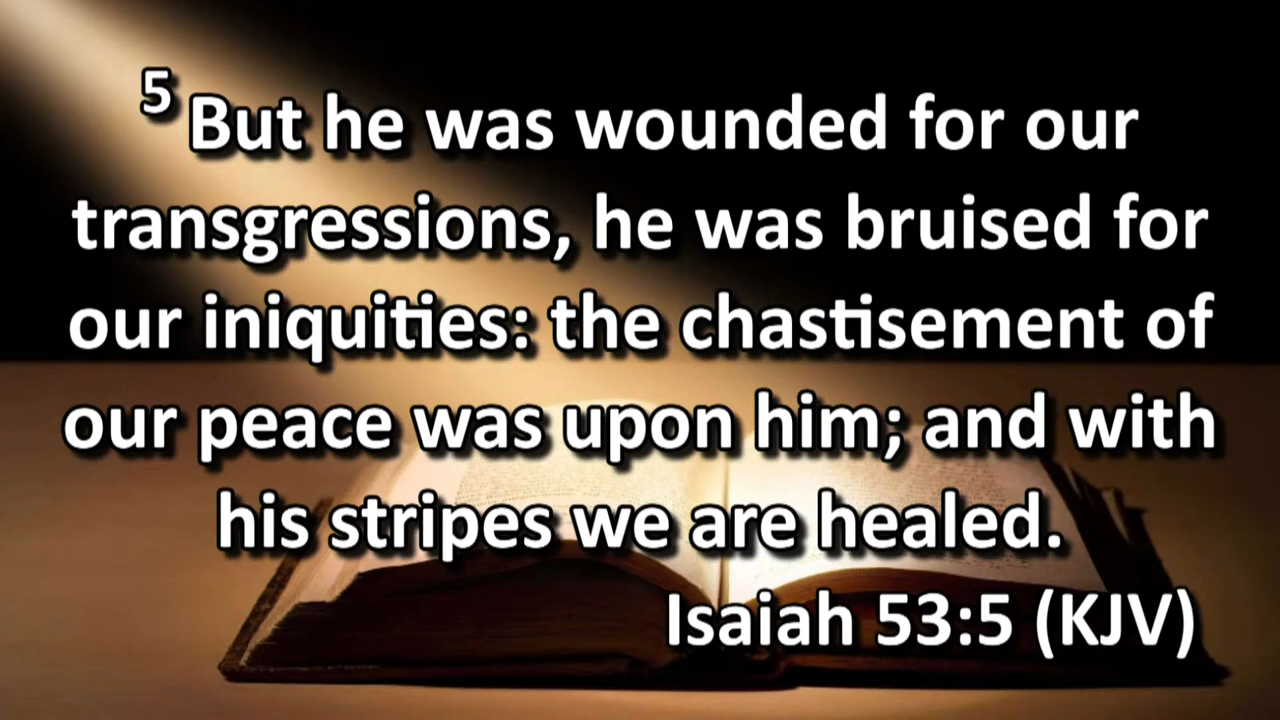 5 But he was wounded for our
transgressions, he was bruised for
our iniquities: the chastisement of
our peace was upon him; and with
his stripes we are healed.
Isaiah 53:5 (KJV)